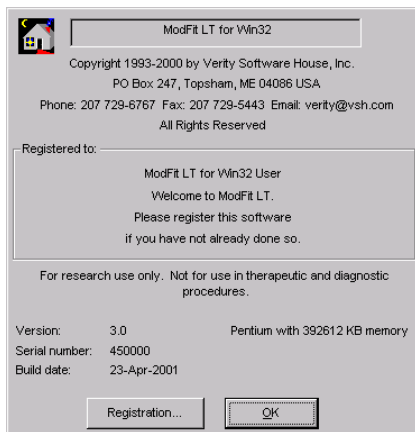 ModFit LT for Win32
Copyright 1993-2000 by Verity Software House, Inc.
PO Box 247, Topsham, ME 04086 USA
Phone: 207 729-6767 Fax: 207 729-5443 Email: verity@vsh.com
All Rights Reserved
Registered to:
ModFit LT for Win32 User
Welcome to ModFit LT.
Please register this software
if you have not already done so.
For research use only. Not for use in therapeutic and diagnostic
procedures.
Version: 3.0 Pentium with 392612 KB memory
Serial number: 450000
Build date: 23-Apr-2001
Registration... OK